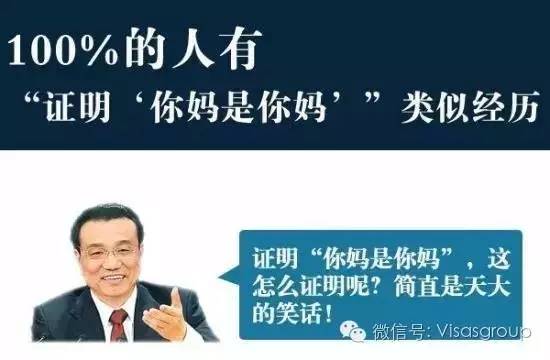 100%的人有
“证明‘你妈是你妈’”类似经历
证明“你妈是你妈”，这
怎么证明呢？简直是天大
的笑话！
微信号: Visasgroup